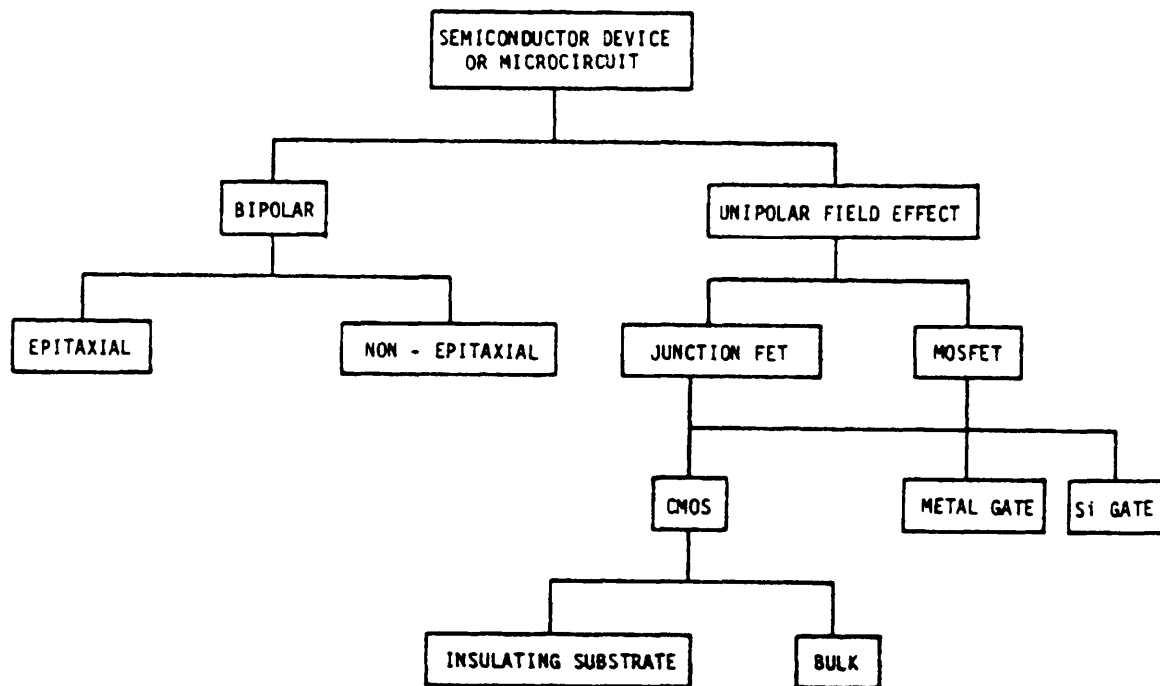 SEMICONDUCTOR DEVICE
OR MICROCIRCUIT
BIPOLAR
UNIPOLAR FIELD EFFECT
EPITAXIAL
NON - EPITAXIAL
JUNCTION FET
MOSFET
CMOS
METAL GATE
Si GATE
INSULATING SUBSTRATE
BULK